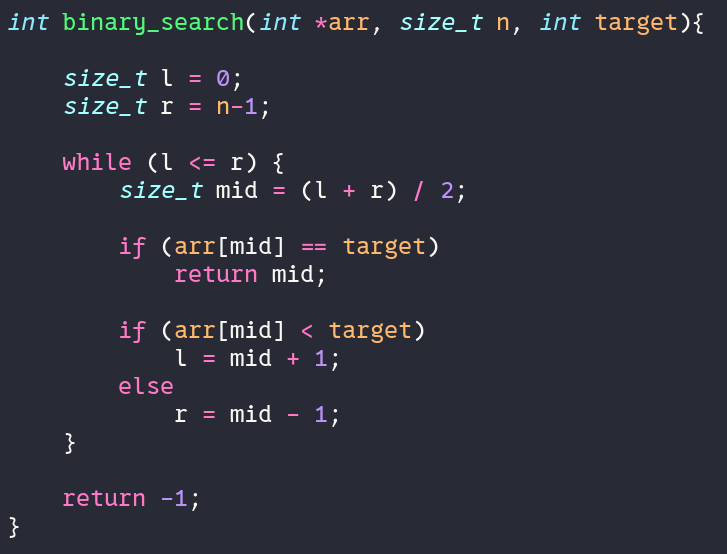 int binary_search(int *arr, size_t n, int target){

    size_t l = 0;
    size_t r = n-1;

    while (l <= r) {
        size_t mid = (l + r) / 2;

        if (arr[mid] == target)
            return mid;

        if (arr[mid] < target)
            l = mid + 1;
        else
            r = mid - 1;
    }

    return -1;
}